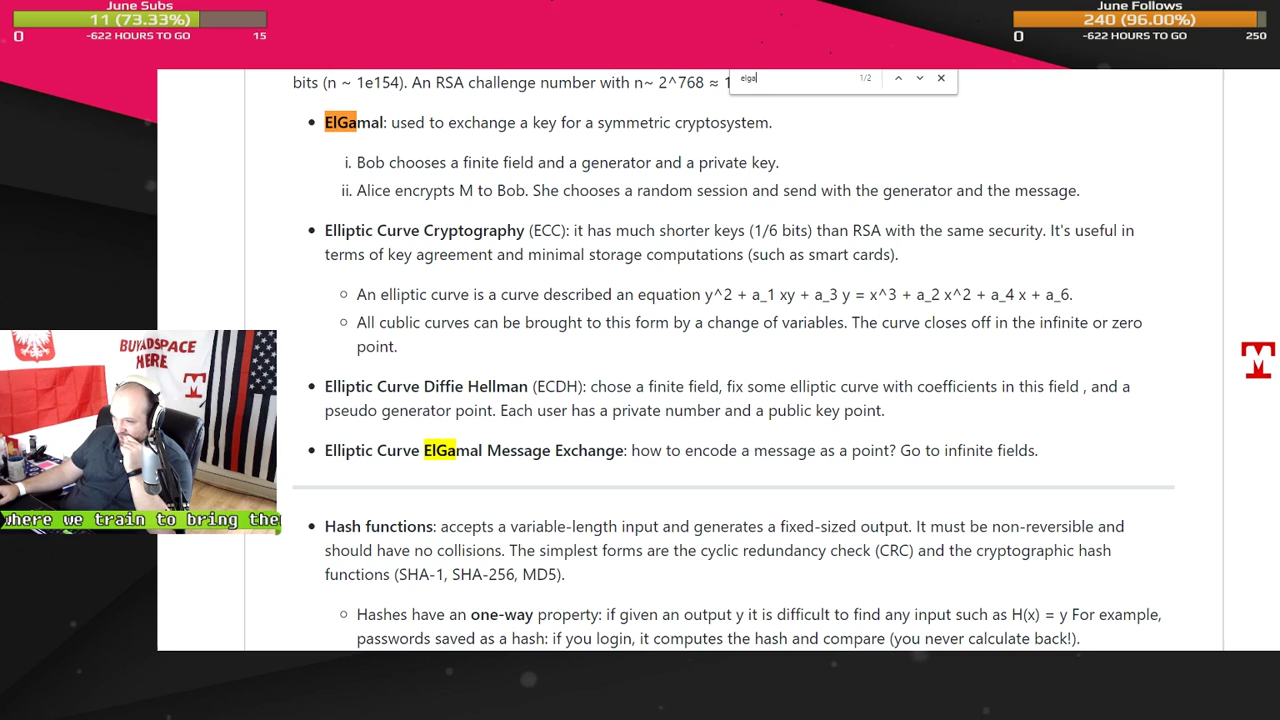 June Subs
11 (73.33%)
0 -622 HOURS TO GO 15
June Follows
240 (96.00%)
0 -622 HOURS TO GO 250
bits (n ~ 1e154). An RSA challenge number with n~ 2^768 ≈ 1
elga 1/2
ElGamal: used to exchange a key for a symmetric cryptosystem.
i. Bob chooses a finite field and a generator and a private key.
ii. Alice encrypts M to Bob. She chooses a random session and send with the generator and the message.
Elliptic Curve Cryptography (ECC): it has much shorter keys (1/6 bits) than RSA with the same security. It's useful in
terms of key agreement and minimal storage computations (such as smart cards).
An elliptic curve is a curve described an equation y^2 + a_1 xy + a_3 y = x^3 + a_2 x^2 + a_4 x + a_6.
All cublic curves can be brought to this form by a change of variables. The curve closes off in the infinite or zero
point.
Elliptic Curve Diffie Hellman (ECDH): chose a finite field, fix some elliptic curve with coefficients in this field , and a
pseudo generator point. Each user has a private number and a public key point.
Elliptic Curve ElGamal Message Exchange: how to encode a message as a point? Go to infinite fields.
Hash functions: accepts a variable-length input and generates a fixed-sized output. It must be non-reversible and
should have no collisions. The simplest forms are the cyclic redundancy check (CRC) and the cryptographic hash
functions (SHA-1, SHA-256, MD5).
Hashes have an one-way property: if given an output y it is difficult to find any input such as H(x) = y For example,
passwords saved as a hash: if you login, it computes the hash and compare (you never calculate back!).
BUY ADSPACE
HERE
T
where we train to bring the